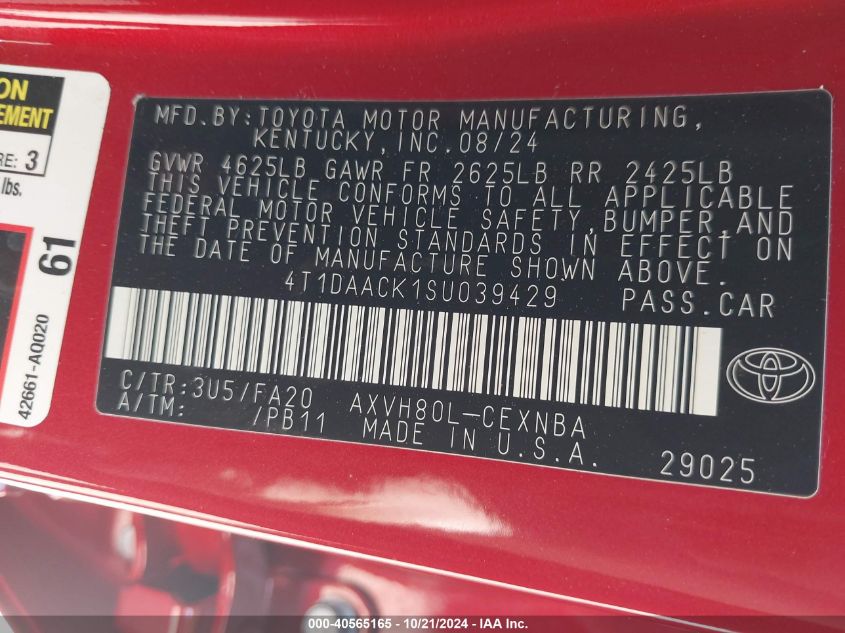 ON
EMENT
RE: 3
lbs.
61
42661-AQ020
MFD.BY:TOYOTA MOTOR MANUFACTURING,
KENTUCKY,INC.08/24
GVWR 4625LB GAWR FR 2625LB RR 2425LB
THIS VEHICLE CONFORMS TO ALL APPLICABLE
FEDERAL MOTOR VEHICLE SAFETY,BUMPER,AND
THEFT PREVENTION STANDARDS IN EFFECT ON
THE DATE OF MANUFACTURE SHOWN ABOVE.
4T1DAACK1SU039429 PASS.CAR
C/TR:3U5/FA20 AXVH80L-CEXNBA
A/TM: /PB11 MADE IN U.S.A. 29025
000-40565165 - 10/21/2024 - IAA Inc.